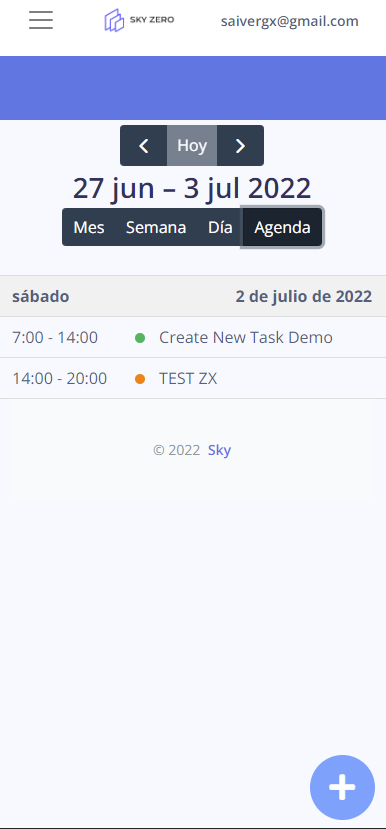 SKY ZERO saivergx@gmail.com
Hoy
27 jun – 3 jul 2022
Mes Semana Día Agenda
sábado 2 de julio de 2022
7:00 - 14:00 Create New Task Demo
14:00 - 20:00 TEST ZX
© 2022 Sky